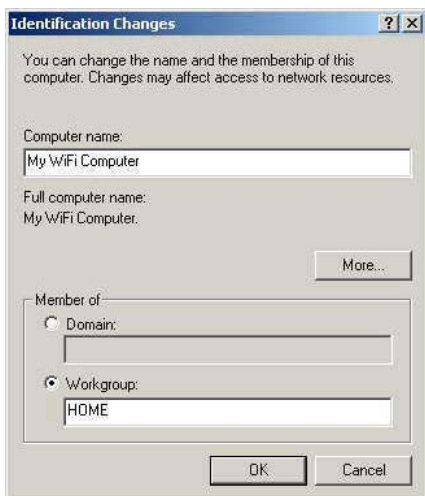 Identification Changes
You can change the name and the membership of this
computer. Changes may affect access to network resources.
Computer name:
My WiFi Computer
Full computer name:
My WiFi Computer.
More...
Member of
Domain:
Workgroup:
HOME
OK
Cancel